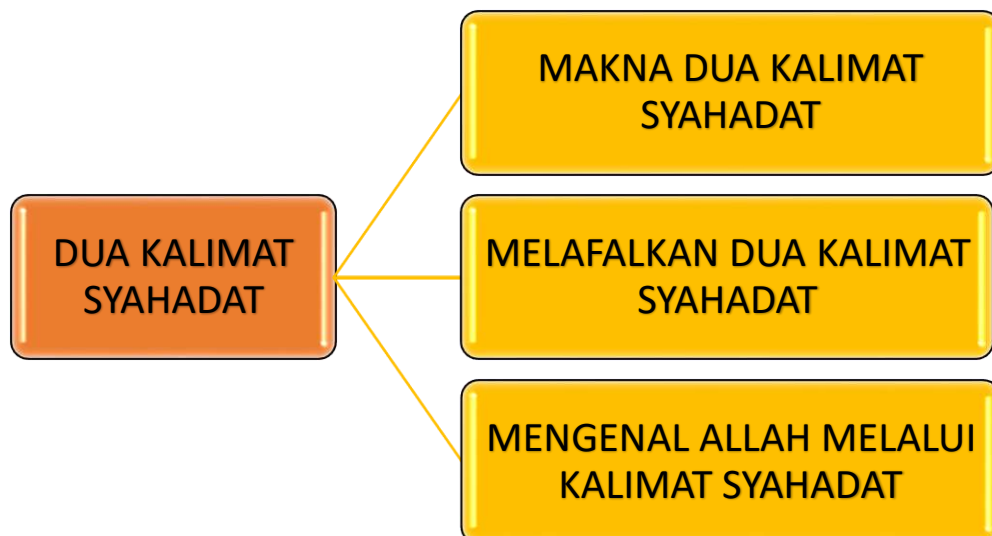 DUA KALIMAT
SYAHADAT
MAKNA DUA KALIMAT
SYAHADAT
MELAFALKAN DUA KALIMAT
SYAHADAT
MENGENAL ALLAH MELALUI
KALIMAT SYAHADAT